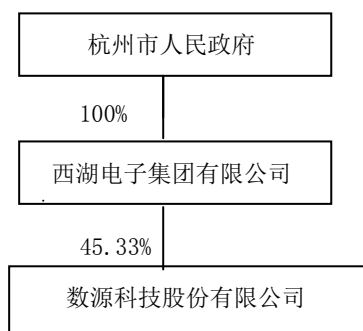 杭州市人民政府
100%
西湖电子集团有限公司
45.33%
数源科技股份有限公司